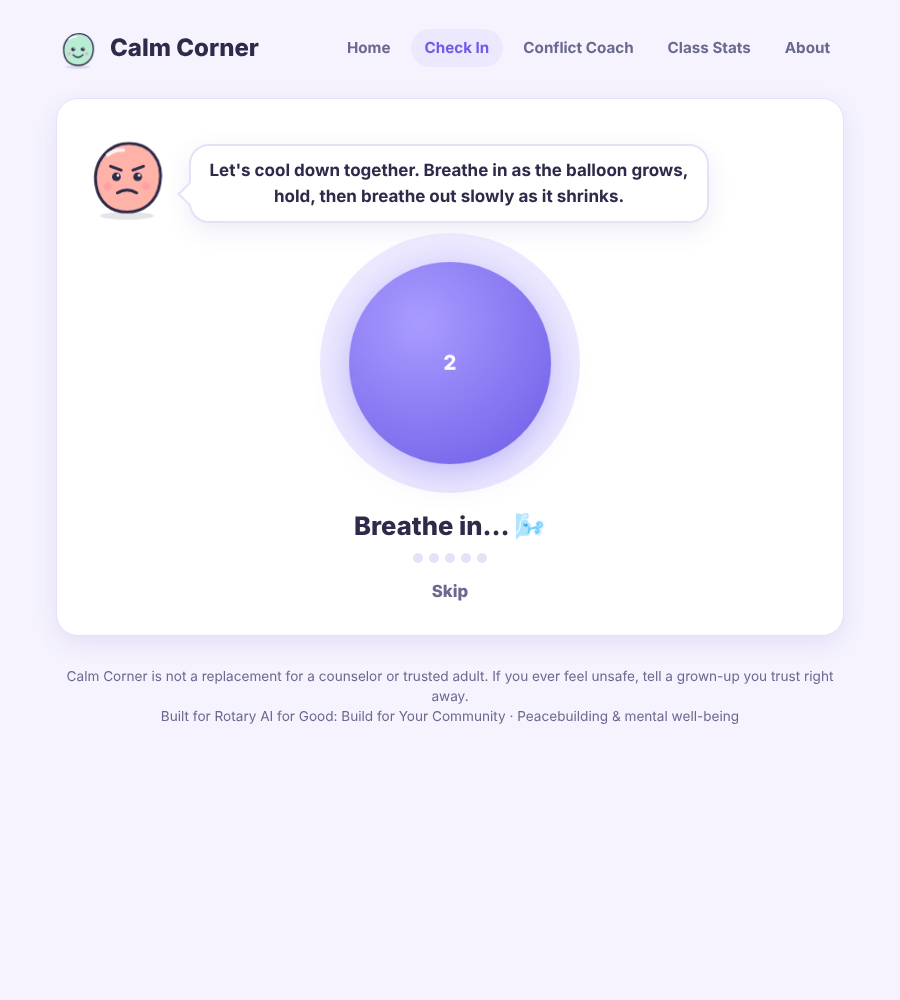 Calm Corner
Home
Check In
Conflict Coach
Class Stats
About
Let's cool down together. Breathe in as the balloon grows,
hold, then breathe out slowly as it shrinks.
2
Breathe in... 🌬️
Skip
Calm Corner is not a replacement for a counselor or trusted adult. If you ever feel unsafe, tell a grown-up you trust right
away.
Built for Rotary AI for Good: Build for Your Community · Peacebuilding & mental well-being